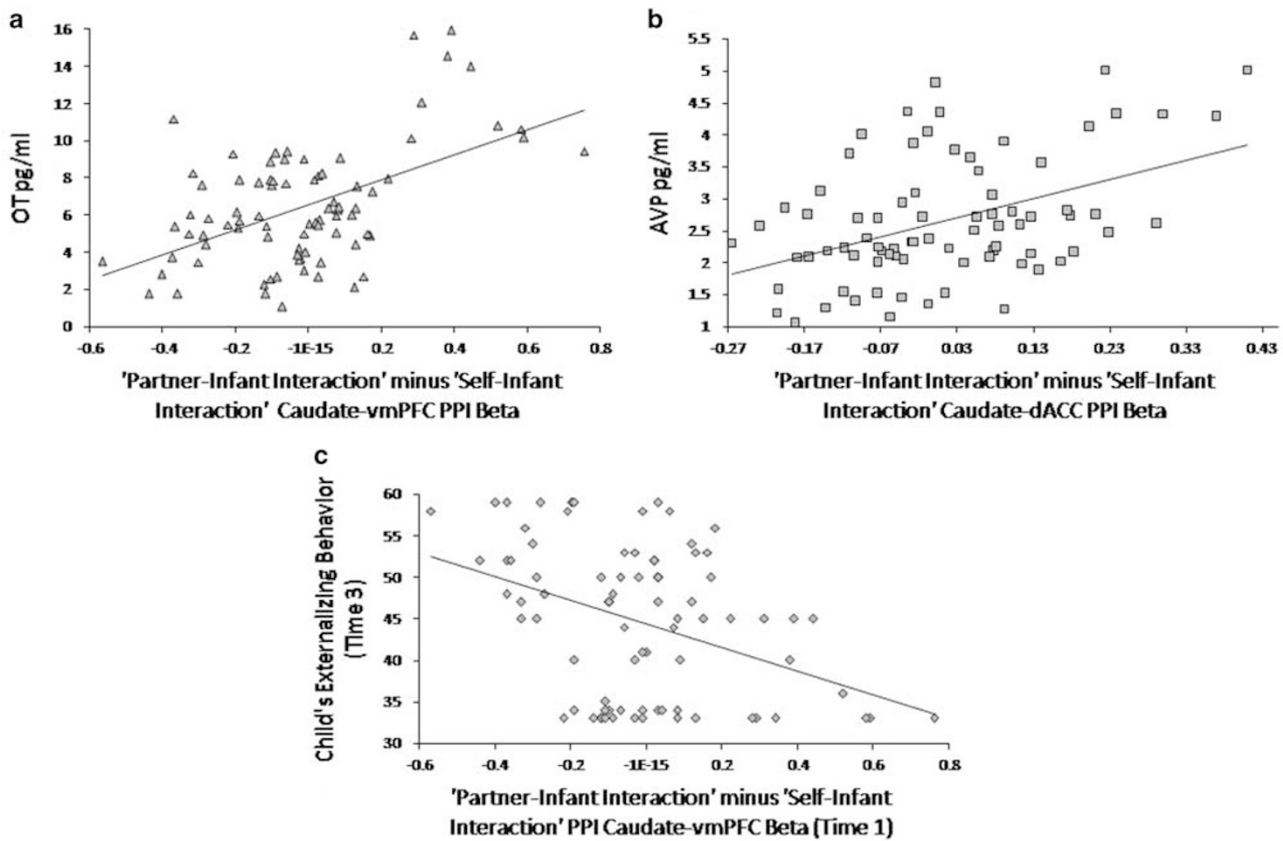 a
16
14
12
10
8
6
4
2
0
OT pg/ml
-0.6 -0.4 -0.2 -1E-15 0.2 0.4 0.6 0.8
'Partner-Infant Interaction' minus 'Self-Infant
Interaction' Caudate-vmPFC PPI Beta
b
5.5
5
4.5
4
3.5
3
2.5
2
1.5
1
AVP pg/ml
-0.27 -0.17 -0.07 0.03 0.13 0.23 0.33 0.43
'Partner-Infant Interaction' minus 'Self-Infant
Interaction' Caudate-dACC PPI Beta
c
Child's Externalizing Behavior
(Time 3)
60
55
50
45
40
35
30
-0.6 -0.4 -0.2 -1E-15 0.2 0.4 0.6 0.8
'Partner-Infant Interaction' minus 'Self-Infant
Interaction' PPI Caudate-vmPFC Beta (Time 1)